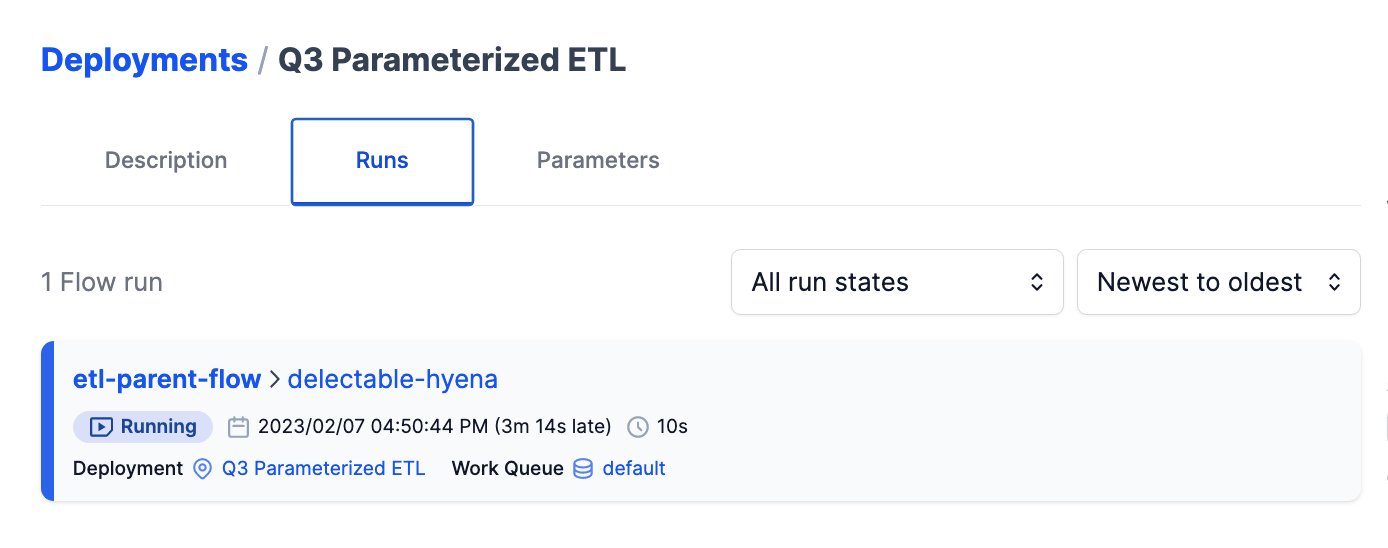 Deployments / Q3 Parameterized ETL
Description Runs Parameters
1 Flow run All run states Newest to oldest
etl-parent-flow > delectable-hyena
Running 2023/02/07 04:50:44 PM (3m 14s late) 10s
Deployment Q3 Parameterized ETL Work Queue default